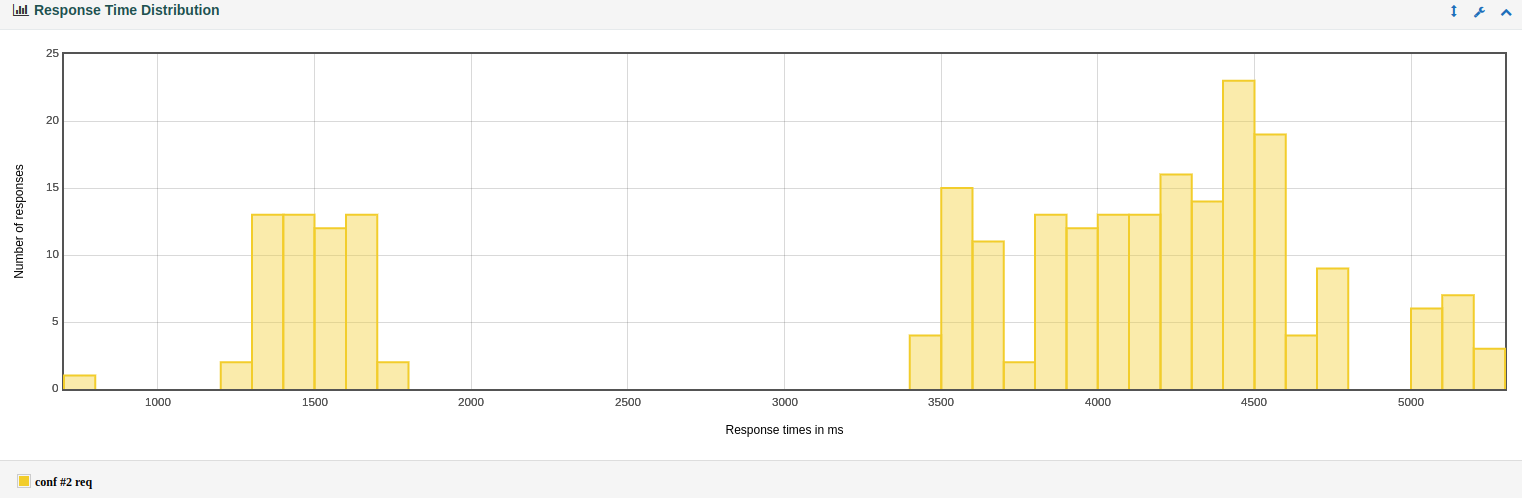 Response Time Distribution
25
20
15
10
5
0
Number of responses
1000 1500 2000 2500 3000 3500 4000 4500 5000
Response times in ms
conf #2 req